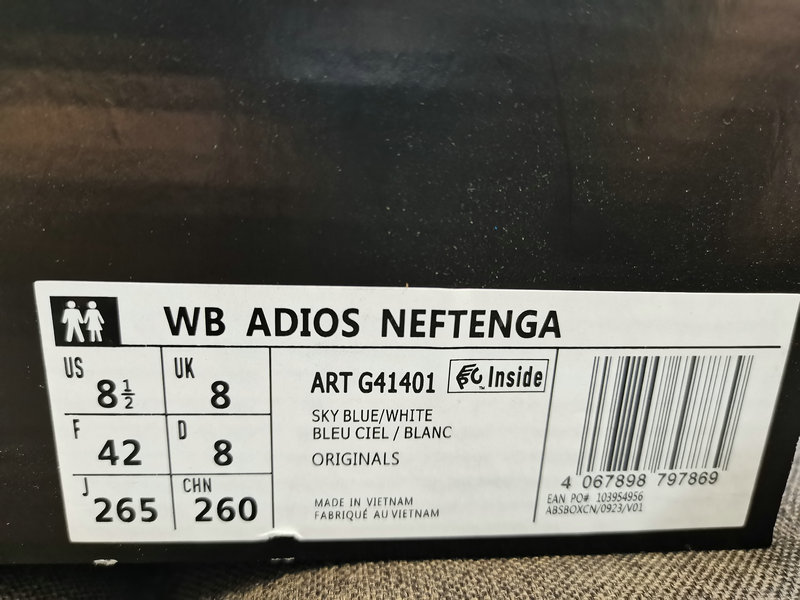 WB ADIOS NEFTENGA
US 8½ UK 8
F 42 D 8
J 265 CHN 260
ART G41401 Inside
SKY BLUE/WHITE
BLEU CIEL / BLANC
ORIGINALS
MADE IN VIETNAM
FABRIQUÉ AU VIETNAM
4 067898 797869
EAN PO# 103954956
ABSBOXCN/0923/V01